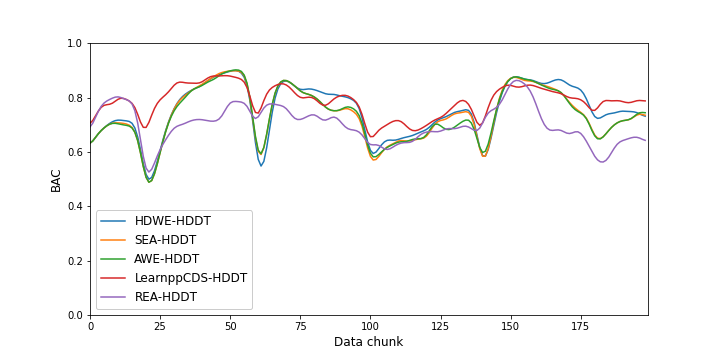 1.0
0.8
0.6
0.4
0.2
0.0
BAC
HDWE-HDDT
SEA-HDDT
AWE-HDDT
LearnppCDS-HDDT
REA-HDDT
0 25 50 75 100 125 150 175
Data chunk